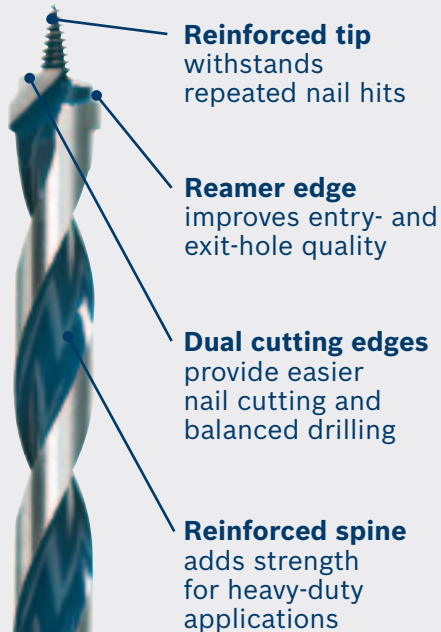 Reinforced tip
withstands
repeated nail hits
Reamer edge
improves entry- and
exit-hole quality
Dual cutting edges
provide easier
nail cutting and
balanced drilling
Reinforced spine
adds strength
for heavy-duty
applications